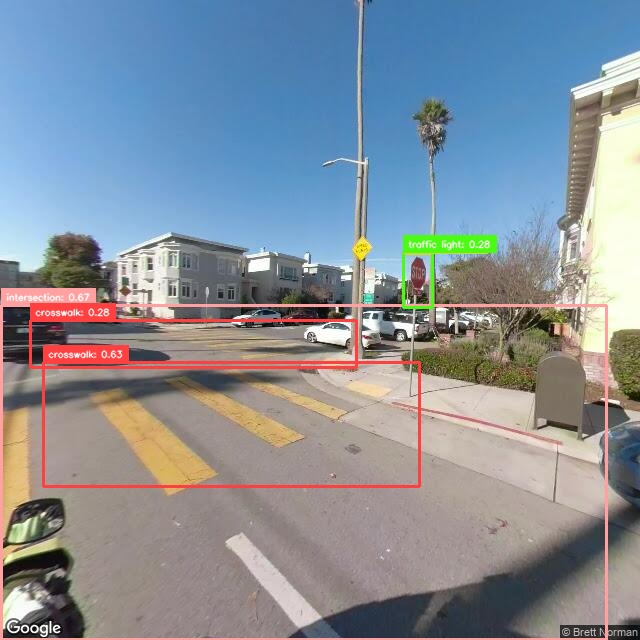 traffic light: 0.28
STOP
intersection: 0.67
crosswalk: 0.28
crosswalk: 0.63
Google
© Brett Norman